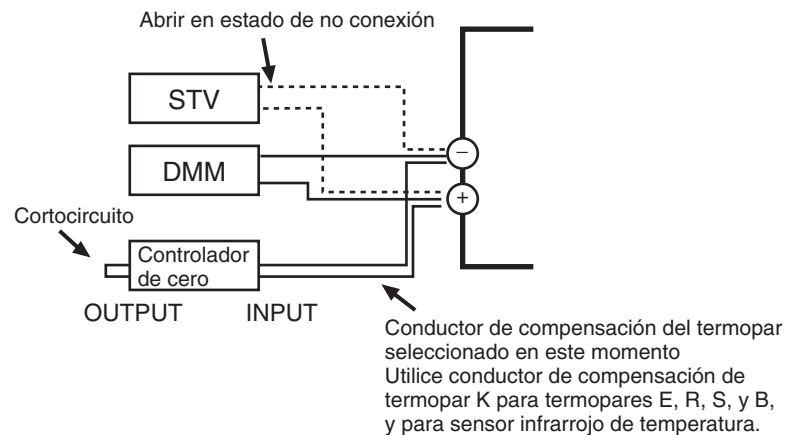 Abrir en estado de no conexión
STV
DMM
−
+
Cortocircuito
Controlador
de cero
OUTPUT
INPUT
Conductor de compensación del termopar
seleccionado en este momento
Utilice conductor de compensación de
termopar K para termopares E, R, S, y B,
y para sensor infrarrojo de temperatura.